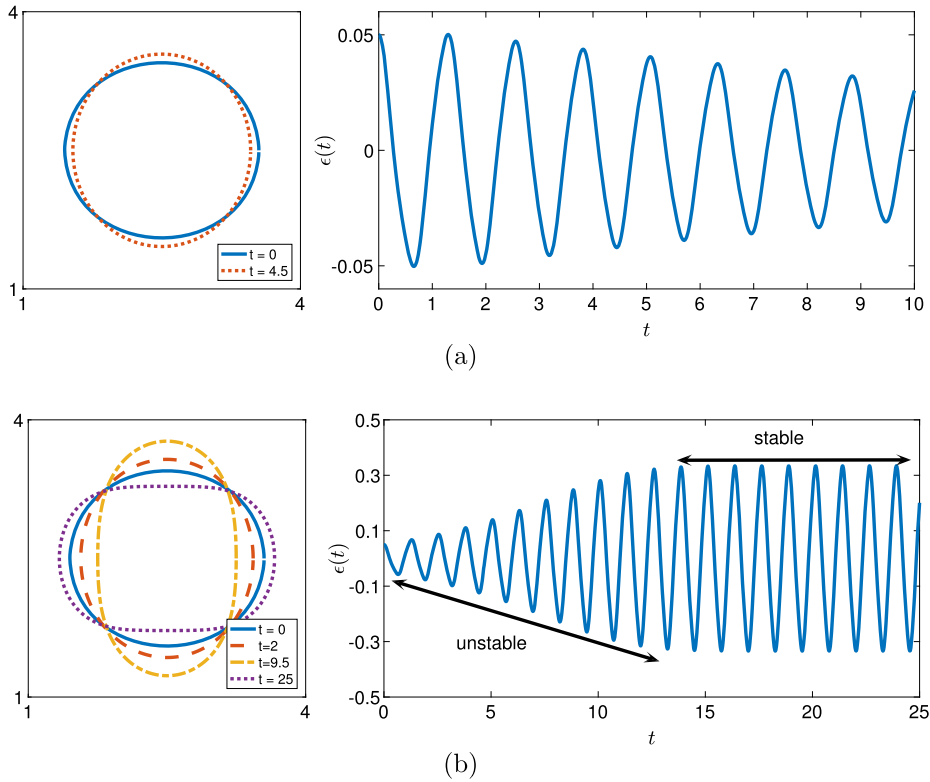 4
1
1
4
t = 0
t = 4.5
0.05
0
-0.05
ϵ(t)
0 1 2 3 4 5 6 7 8 9 10
t
(a)
4
1
1
4
t = 0
t=2
t=9.5
t = 25
0.5
0.3
0.1
-0.1
-0.3
-0.5
ϵ(t)
stable
unstable
0 5 10 15 20 25
t
(b)